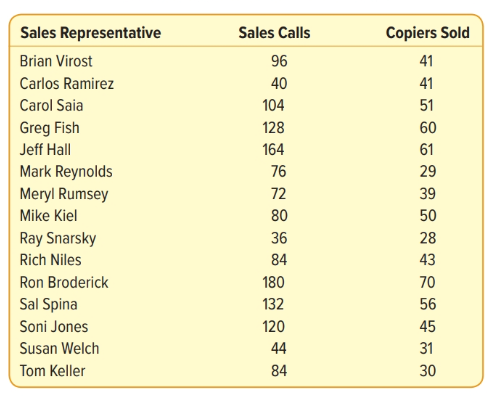 Sales Representative Sales Calls Copiers Sold
Brian Virost 96 41
Carlos Ramirez 40 41
Carol Saia 104 51
Greg Fish 128 60
Jeff Hall 164 61
Mark Reynolds 76 29
Meryl Rumsey 72 39
Mike Kiel 80 50
Ray Snarsky 36 28
Rich Niles 84 43
Ron Broderick 180 70
Sal Spina 132 56
Soni Jones 120 45
Susan Welch 44 31
Tom Keller 84 30